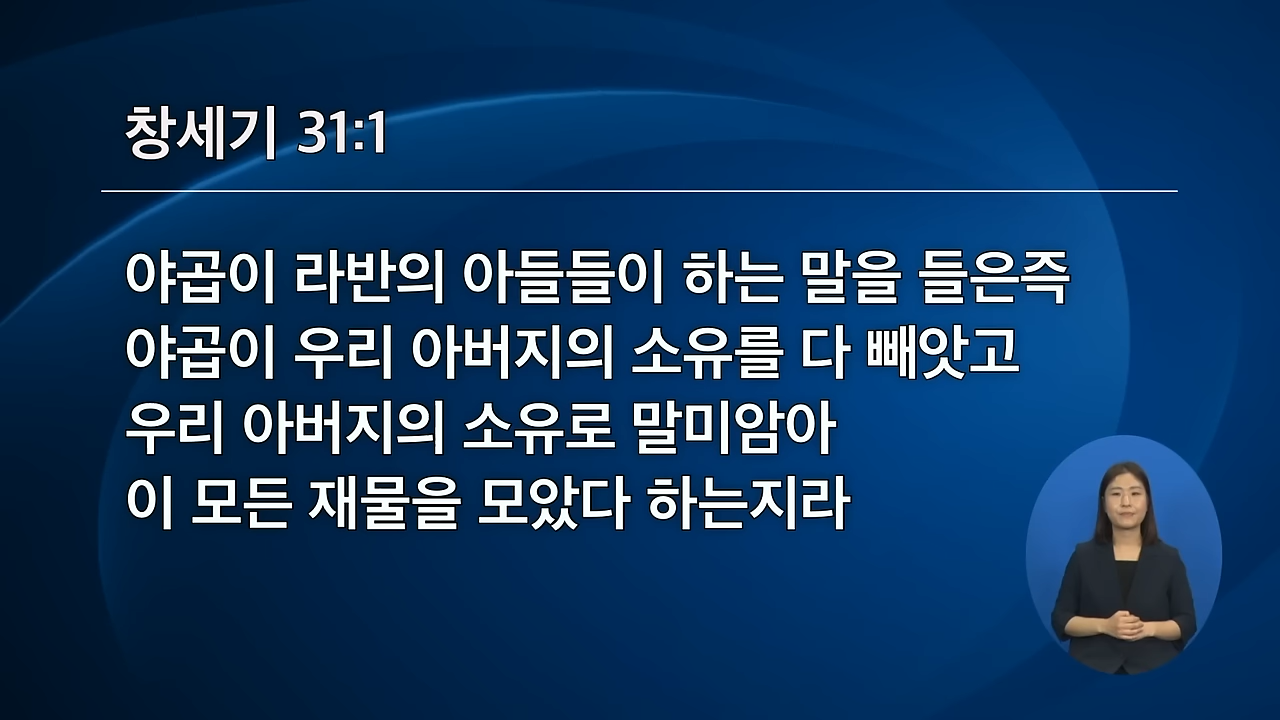 창세기 31:1
야곱이 라반의 아들들이 하는 말을 들은즉
야곱이 우리 아버지의 소유를 다 빼앗고
우리 아버지의 소유로 말미암아
이 모든 재물을 모았다 하는지라